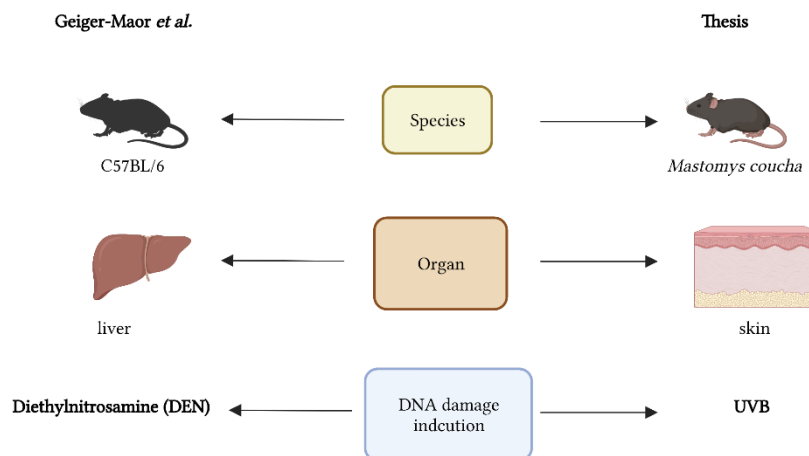 Geiger-Maor et al.
Thesis
Species
C57BL/6
Mastomys coucha
Organ
liver
skin
Diethylnitrosamine (DEN)
DNA damage
indcution
UVB